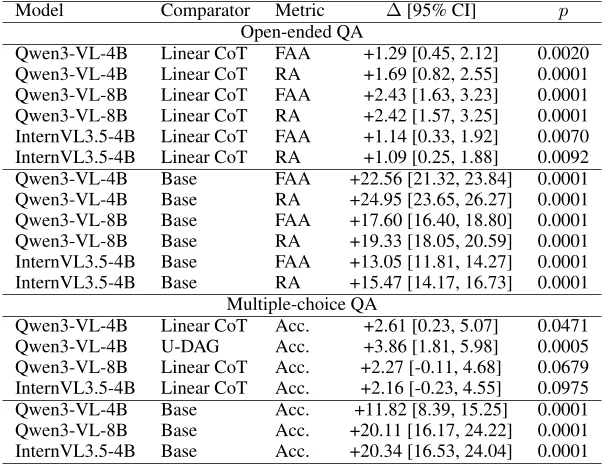 Model Comparator Metric Δ [95% CI] p
Open-ended QA
Qwen3-VL-4B Linear CoT FAA +1.29 [0.45, 2.12] 0.0020
Qwen3-VL-4B Linear CoT RA +1.69 [0.82, 2.55] 0.0001
Qwen3-VL-8B Linear CoT FAA +2.43 [1.63, 3.23] 0.0001
Qwen3-VL-8B Linear CoT RA +2.42 [1.57, 3.25] 0.0001
InternVL3.5-4B Linear CoT FAA +1.14 [0.33, 1.92] 0.0070
InternVL3.5-4B Linear CoT RA +1.09 [0.25, 1.88] 0.0092
Qwen3-VL-4B Base FAA +22.56 [21.32, 23.84] 0.0001
Qwen3-VL-4B Base RA +24.95 [23.65, 26.27] 0.0001
Qwen3-VL-8B Base FAA +17.60 [16.40, 18.80] 0.0001
Qwen3-VL-8B Base RA +19.33 [18.05, 20.59] 0.0001
InternVL3.5-4B Base FAA +13.05 [11.81, 14.27] 0.0001
InternVL3.5-4B Base RA +15.47 [14.17, 16.73] 0.0001
Multiple-choice QA
Qwen3-VL-4B Linear CoT Acc. +2.61 [0.23, 5.07] 0.0471
Qwen3-VL-4B U-DAG Acc. +3.86 [1.81, 5.98] 0.0005
Qwen3-VL-8B Linear CoT Acc. +2.27 [-0.11, 4.68] 0.0679
InternVL3.5-4B Linear CoT Acc. +2.16 [-0.23, 4.55] 0.0975
Qwen3-VL-4B Base Acc. +11.82 [8.39, 15.25] 0.0001
Qwen3-VL-8B Base Acc. +20.11 [16.17, 24.22] 0.0001
InternVL3.5-4B Base Acc. +20.34 [16.53, 24.04] 0.0001